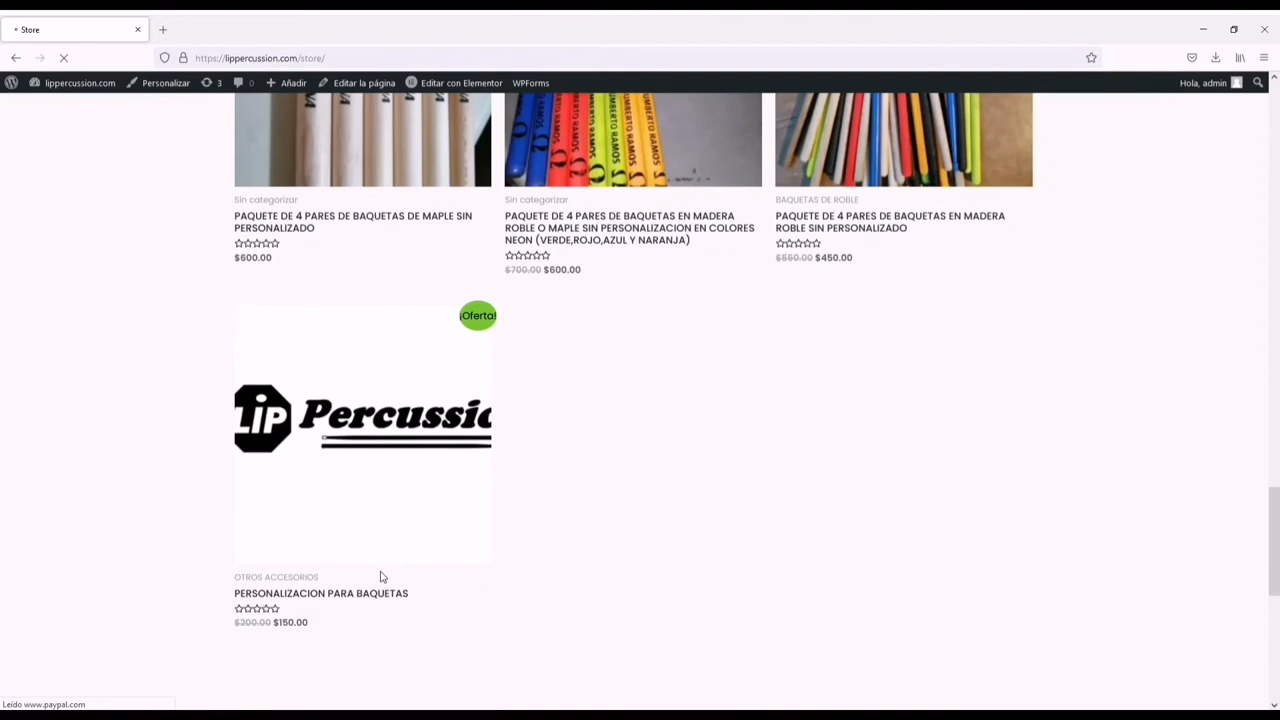 Store
https://lippercussion.com/store/
lippercussion.com Personalizar 3 0 Añadir Editar la página Editar con Elementor WPForms Hola, admin
HUMBERTO RAMOS
Sin categorizar
PAQUETE DE 4 PARES DE BAQUETAS DE MAPLE SIN
PERSONALIZADO
$600.00
Sin categorizar
PAQUETE DE 4 PARES DE BAQUETAS EN MADERA
ROBLE O MAPLE SIN PERSONALIZACION EN COLORES
NEON (VERDE,ROJO,AZUL Y NARANJA)
$700.00 $600.00
BAQUETAS DE ROBLE
PAQUETE DE 4 PARES DE BAQUETAS EN MADERA
ROBLE SIN PERSONALIZADO
$550.00 $450.00
¡Oferta!
LIP Percussio
OTROS ACCESORIOS
PERSONALIZACION PARA BAQUETAS
$200.00 $150.00
Leído www.paypal.com